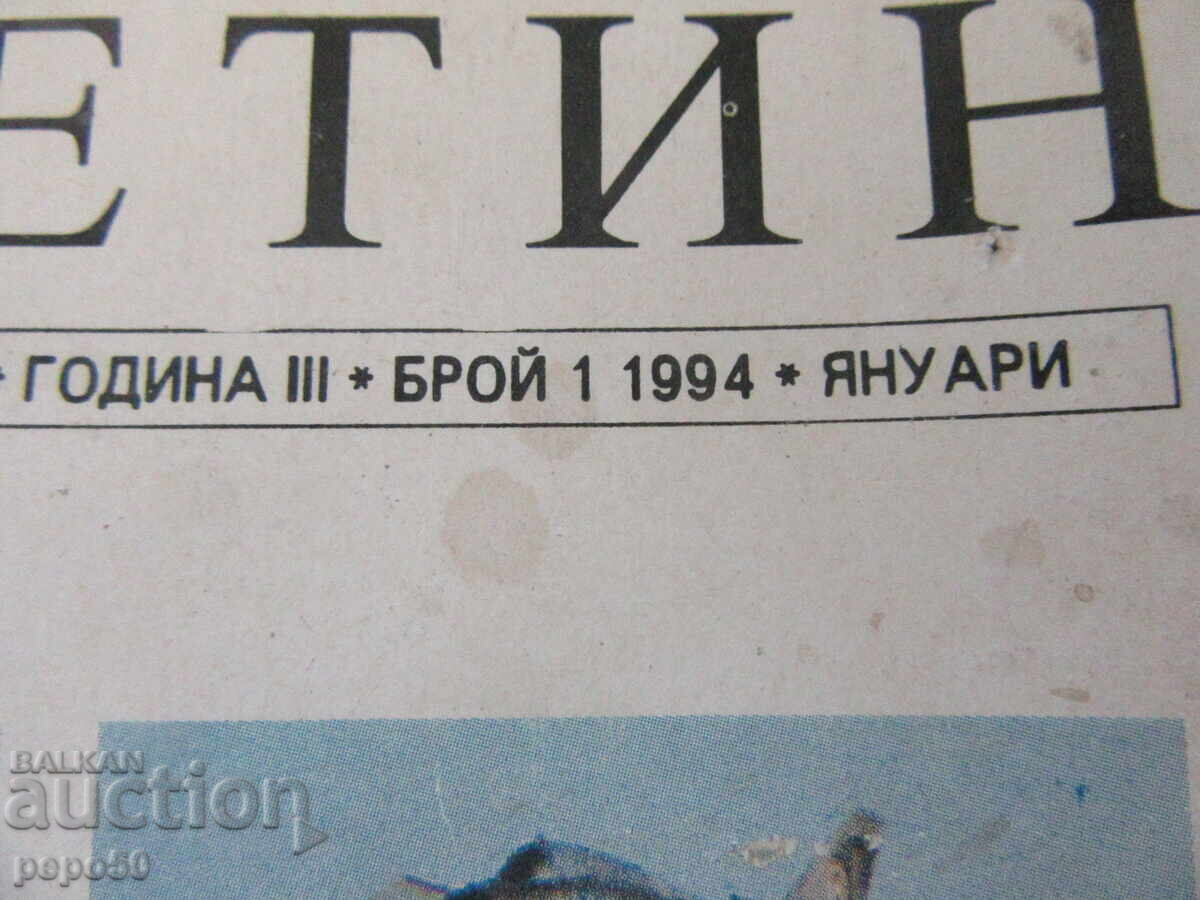 ЕТИН
* ГОДИНА III * БРОЙ 1 1994 * ЯНУАРИ
BALKAN
auction
pepo50